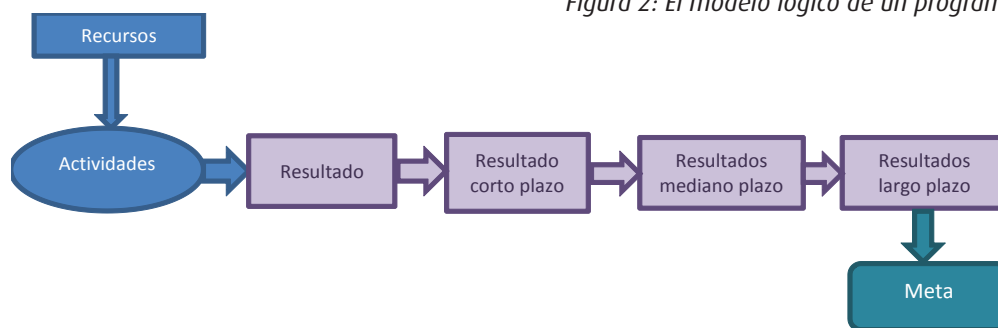 Figura 2: El modelo lógico de un program
Recursos
Actividades
Resultado
Resultado
corto plazo
Resultados
mediano plazo
Resultados
largo plazo
Meta